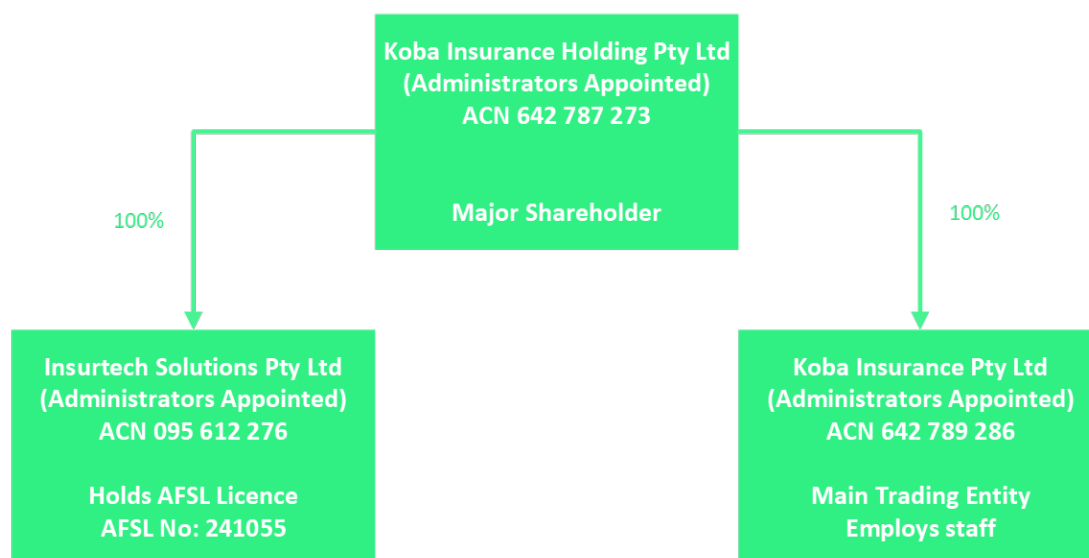 Koba Insurance Holding Pty Ltd
(Administrators Appointed)
ACN 642 787 273
Major Shareholder
100%
100%
Insurtech Solutions Pty Ltd
(Administrators Appointed)
ACN 095 612 276
Holds AFSL Licence
AFSL No: 241055
Koba Insurance Pty Ltd
(Administrators Appointed)
ACN 642 789 286
Main Trading Entity
Employs staff